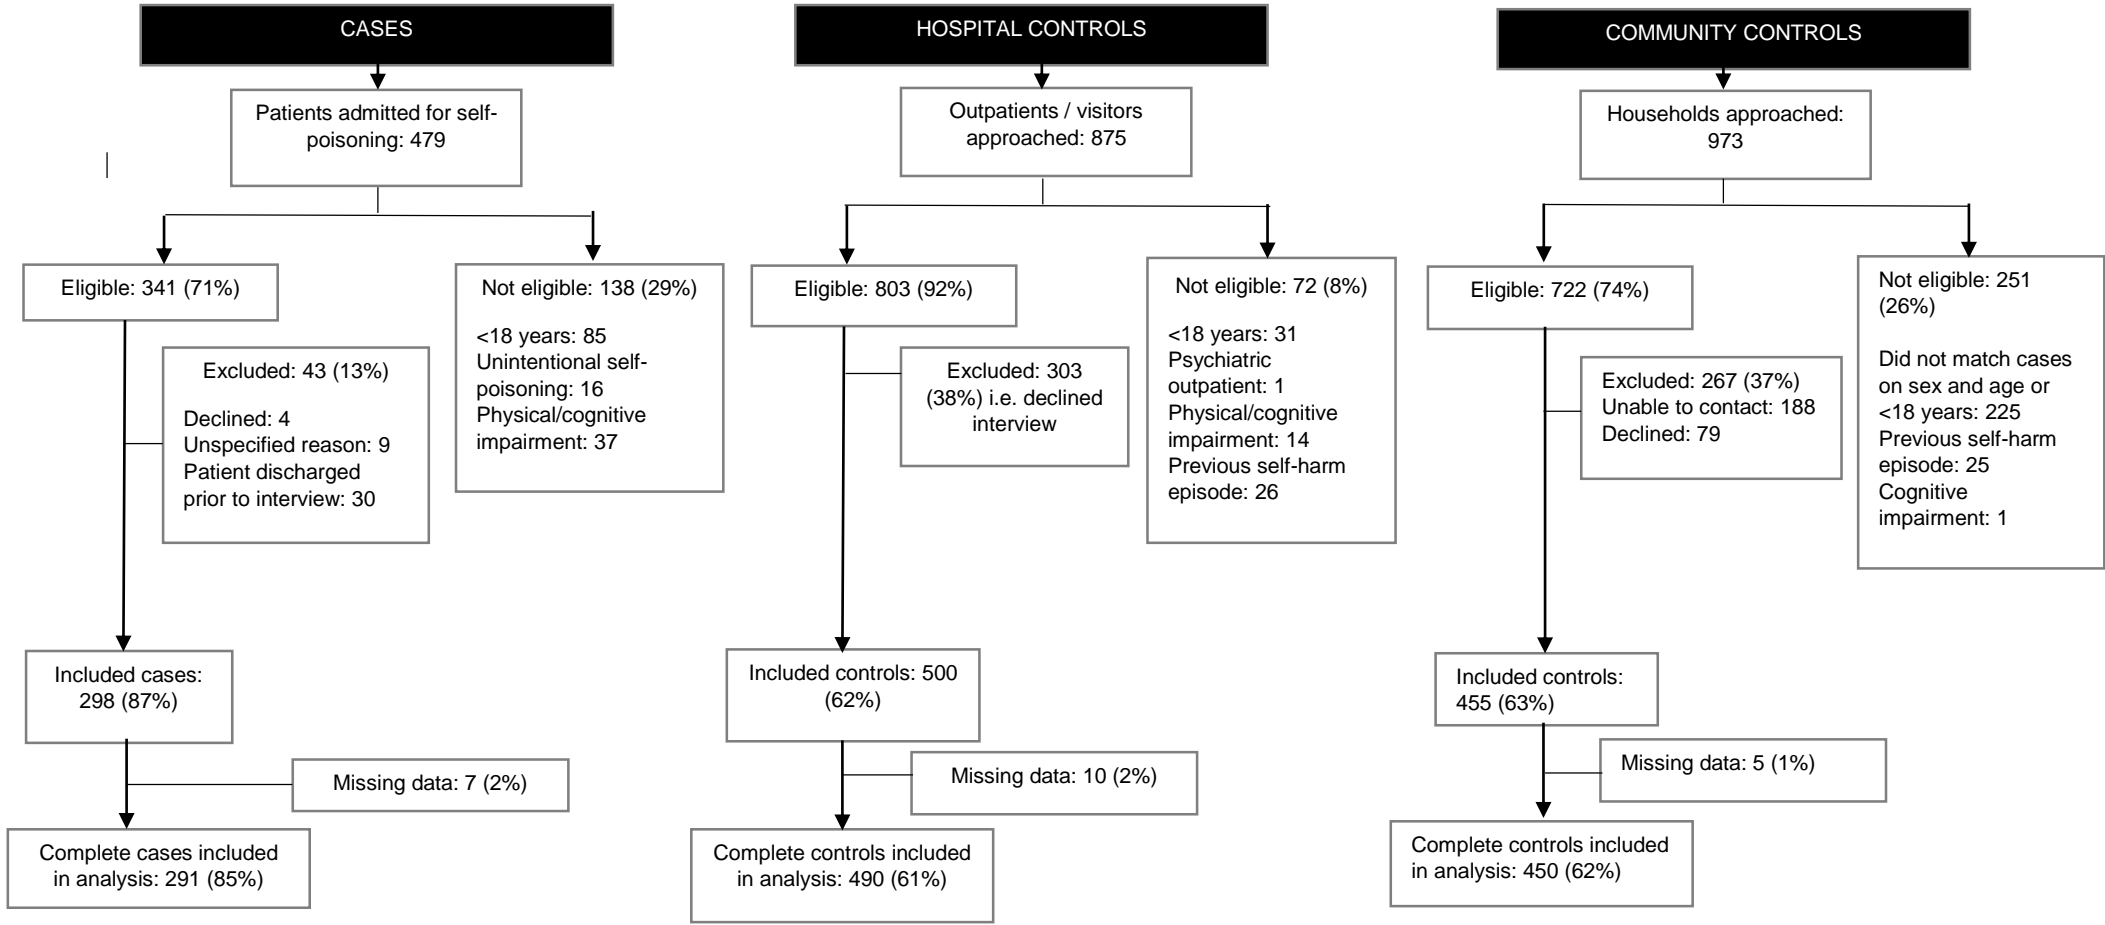 CASES
Patients admitted for self-
poisoning: 479
Eligible: 341 (71%)
Not eligible: 138 (29%)
<18 years: 85
Unintentional self-
poisoning: 16
Physical/cognitive
impairment: 37
Excluded: 43 (13%)
Declined: 4
Unspecified reason: 9
Patient discharged
prior to interview: 30
Included cases:
298 (87%)
Missing data: 7 (2%)
Complete cases included
in analysis: 291 (85%)
HOSPITAL CONTROLS
Outpatients / visitors
approached: 875
Eligible: 803 (92%)
Not eligible: 72 (8%)
<18 years: 31
Psychiatric
outpatient: 1
Physical/cognitive
impairment: 14
Previous self-harm
episode: 26
Excluded: 303
(38%) i.e. declined
interview
Included controls: 500
(62%)
Missing data: 10 (2%)
Complete controls included
in analysis: 490 (61%)
COMMUNITY CONTROLS
Households approached:
973
Eligible: 722 (74%)
Not eligible: 251
(26%)
Did not match cases
on sex and age or
<18 years: 225
Previous self-harm
episode: 25
Cognitive
impairment: 1
Excluded: 267 (37%)
Unable to contact: 188
Declined: 79
Included controls:
455 (63%)
Missing data: 5 (1%)
Complete controls included
in analysis: 450 (62%)